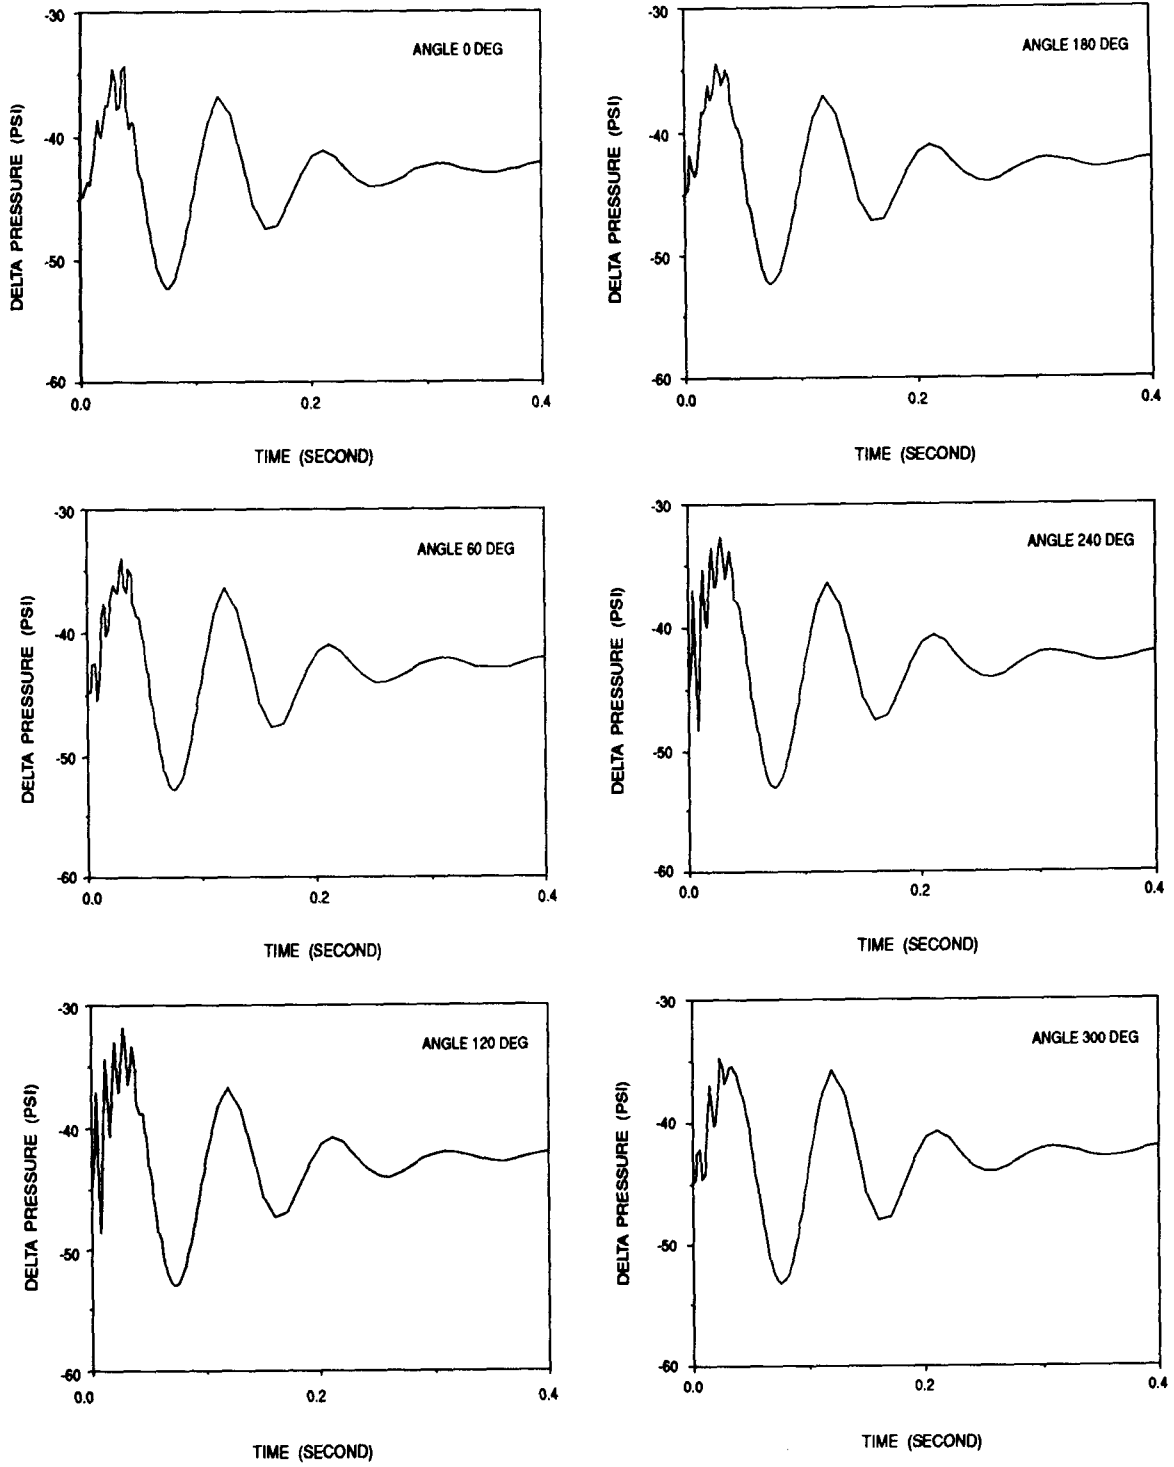 -30
ANGLE 0 DEG
-40
-50
-60
DELTA PRESSURE (PSI)
0.0 0.2 0.4
TIME (SECOND)
-30
ANGLE 180 DEG
-40
-50
-60
DELTA PRESSURE (PSI)
0.0 0.2 0.4
TIME (SECOND)
-30
ANGLE 60 DEG
-40
-50
-60
DELTA PRESSURE (PSI)
0.0 0.2 0.4
TIME (SECOND)
-30
ANGLE 240 DEG
-40
-50
-60
DELTA PRESSURE (PSI)
0.0 0.2 0.4
TIME (SECOND)
-30
ANGLE 120 DEG
-40
-50
-60
DELTA PRESSURE (PSI)
0.0 0.2 0.4
TIME (SECOND)
-30
ANGLE 300 DEG
-40
-50
-60
DELTA PRESSURE (PSI)
0.0 0.2 0.4
TIME (SECOND)